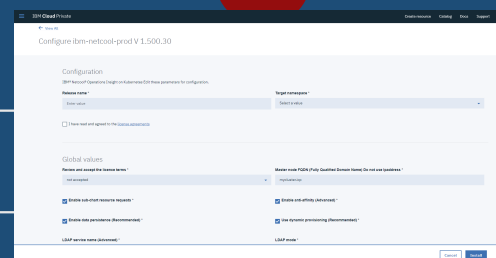 IBM Cloud Private
Create resource Catalog Docs Support
← View All
Configure ibm-netcool-prod V 1.500.30
Configuration
IBM® Netcool® Operations Insight on Kubernetes Edit these parameters for configuration.
Release name *
Target namespace *
Enter value
Select a value
I have read and agreed to the license agreements
Global values
Review and accept the license terms *
Master node FQDN (Fully Qualified Domain Name) Do not use ipaddress *
not accepted
mycluster.icp
Enable sub-chart resource requests *
Enable anti-affinity (Advanced) *
Enable data persistence (Recommended) *
Use dynamic provisioning (Recommended) *
LDAP service name (Advanced) *
LDAP mode *
Cancel
Install